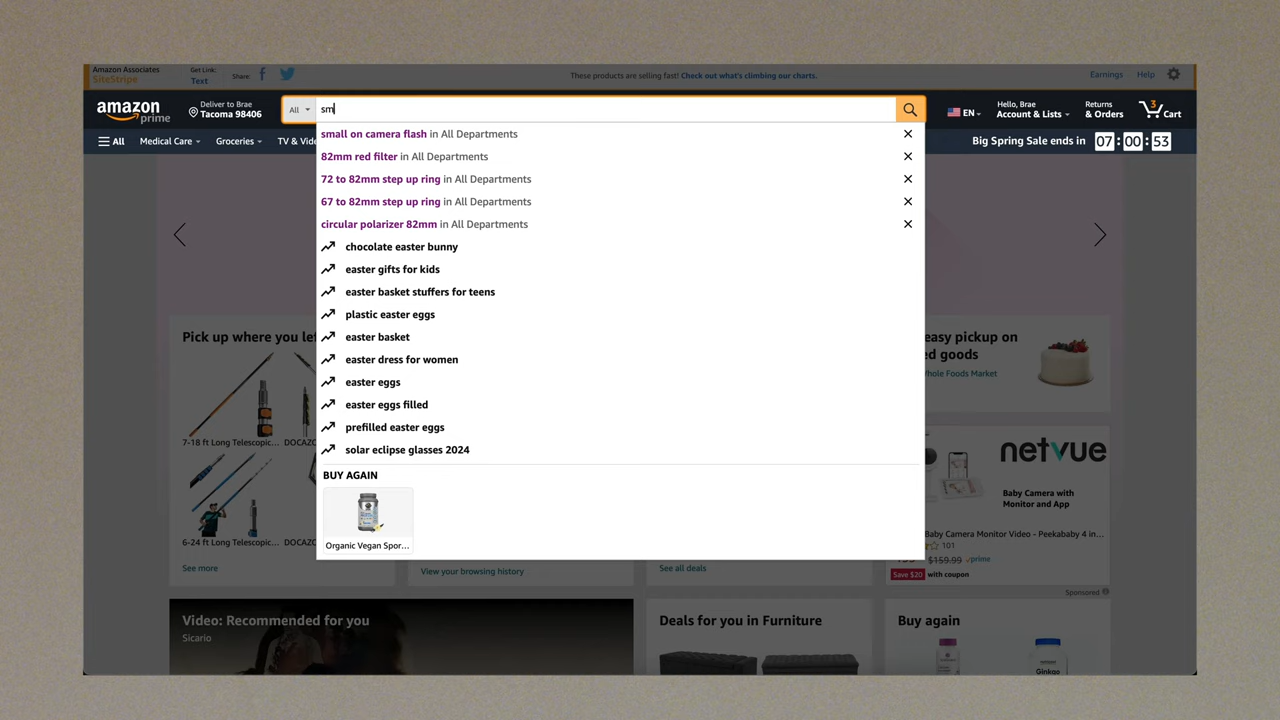 Amazon Associates
SiteStripe
Get Link:
Text
Share:
These products are selling fast! Check out what's climbing our charts.
Earnings
Help
amazon
prime
Deliver to Brae
Tacoma 98406
All
sm
EN
Hello, Brae
Account & Lists
Returns
& Orders
3
Cart
All
Medical Care
Groceries
TV & Vide
Big Spring Sale ends in 07:00:53
small on camera flash in All Departments
82mm red filter in All Departments
72 to 82mm step up ring in All Departments
67 to 82mm step up ring in All Departments
circular polarizer 82mm in All Departments
chocolate easter bunny
easter gifts for kids
easter basket stuffers for teens
plastic easter eggs
easter basket
easter dress for women
easter eggs
easter eggs filled
prefilled easter eggs
solar eclipse glasses 2024
BUY AGAIN
Organic Vegan Spor...
Pick up where you le
7-18 ft Long Telescopic...
DOCAZO
6-24 ft Long Telescopic...
DOCAZO
See more
View your browsing history
See all deals
easy pickup on
ed goods
Whole Foods Market
netvue
Baby Camera with
Monitor and App
Baby Camera Monitor Video - Peekababy 4 in...
101
$159.99 prime
Save $20 with coupon
Sponsored
Video: Recommended for you
Sicario
Deals for you in Furniture
Buy again
Ginkgo